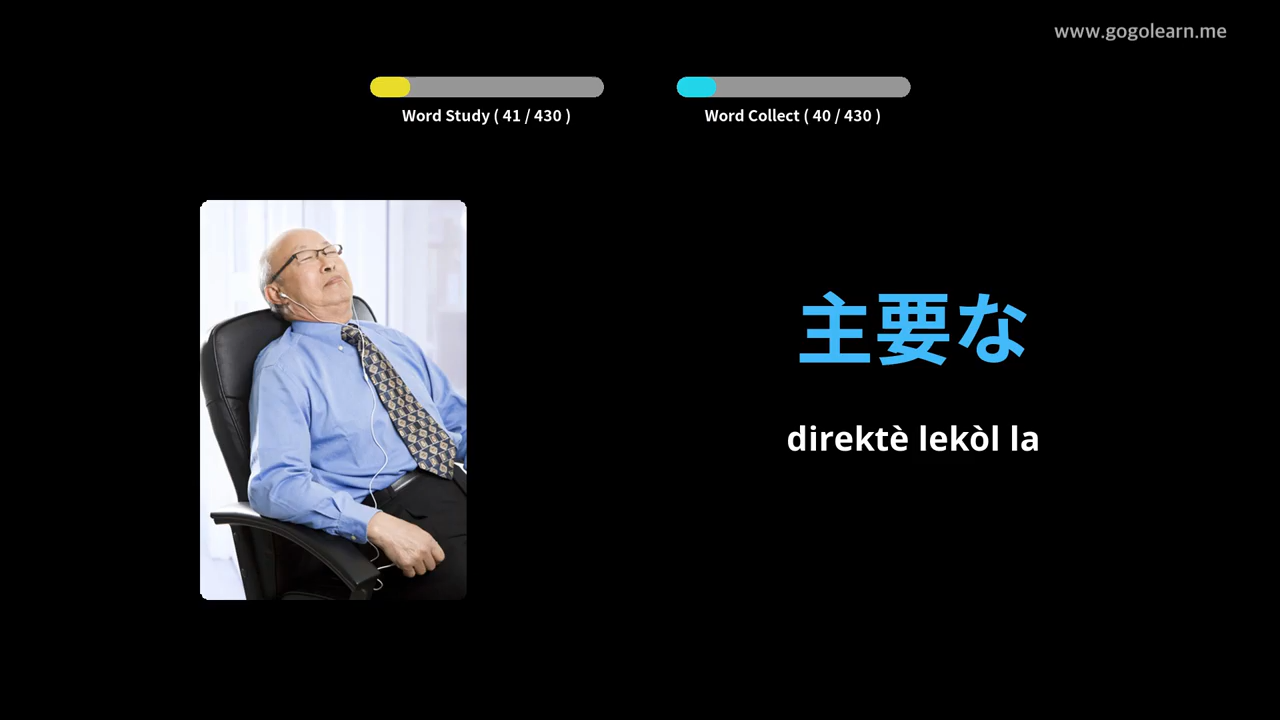 www.gogolearn.me
Word Study ( 41 / 430 )
Word Collect ( 40 / 430 )
主要な
direktè lekòl la